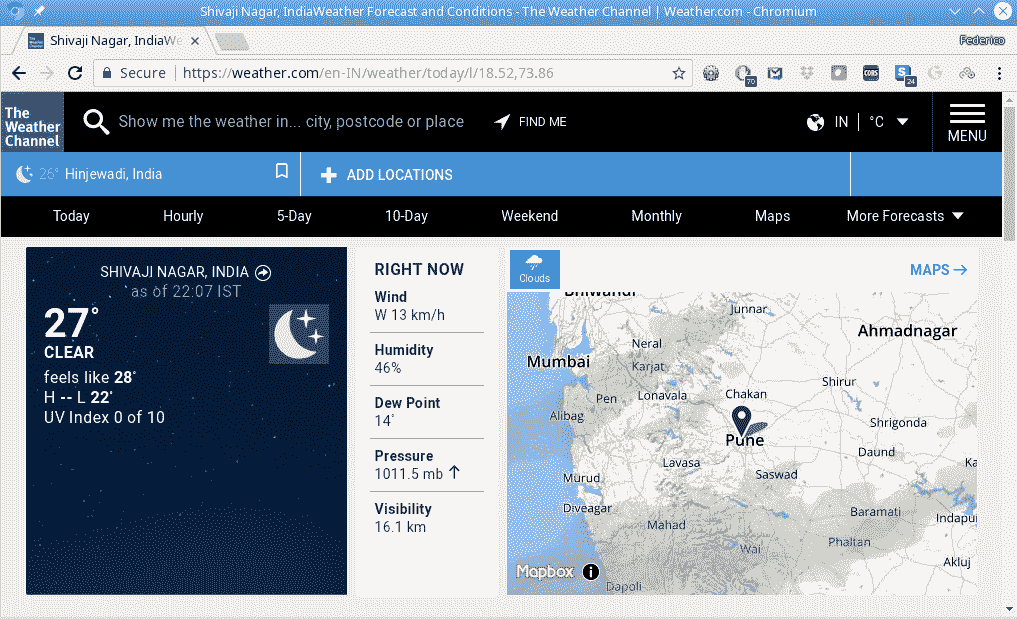 Shivaji Nagar, IndiaWeather Forecast and Conditions - The Weather Channel | Weather.com - Chromium
Shivaji Nagar, IndiaWe
Federico
Secure
https://weather.com/en-IN/weather/today/l/18.52,73.86
70
CORS
24
The Weather Channel
Show me the weather in... city, postcode or place
FIND ME
IN | °C
MENU
26° Hinjewadi, India
ADD LOCATIONS
Today
Hourly
5-Day
10-Day
Weekend
Monthly
Maps
More Forecasts
SHIVAJI NAGAR, INDIA
as of 22:07 IST
27°
CLEAR
feels like 28°
H -- L 22°
UV Index 0 of 10
RIGHT NOW
Wind
W 13 km/h
Humidity
46%
Dew Point
14°
Pressure
1011.5 mb ↑
Visibility
16.1 km
Clouds
MAPS →
Bhiwandi
Junnar
Ahmadnagar
Neral
Mumbai
Karjat
Shirur
Pen
Lonavala
Chakan
Alibag
Shrigonda
Pune
Daund
Lavasa
Ka
Saswad
Murud
Diveagar
Baramati
Indapu
Mahad
Phaltan
Wai
Akluj
Mapbox
Dapoli